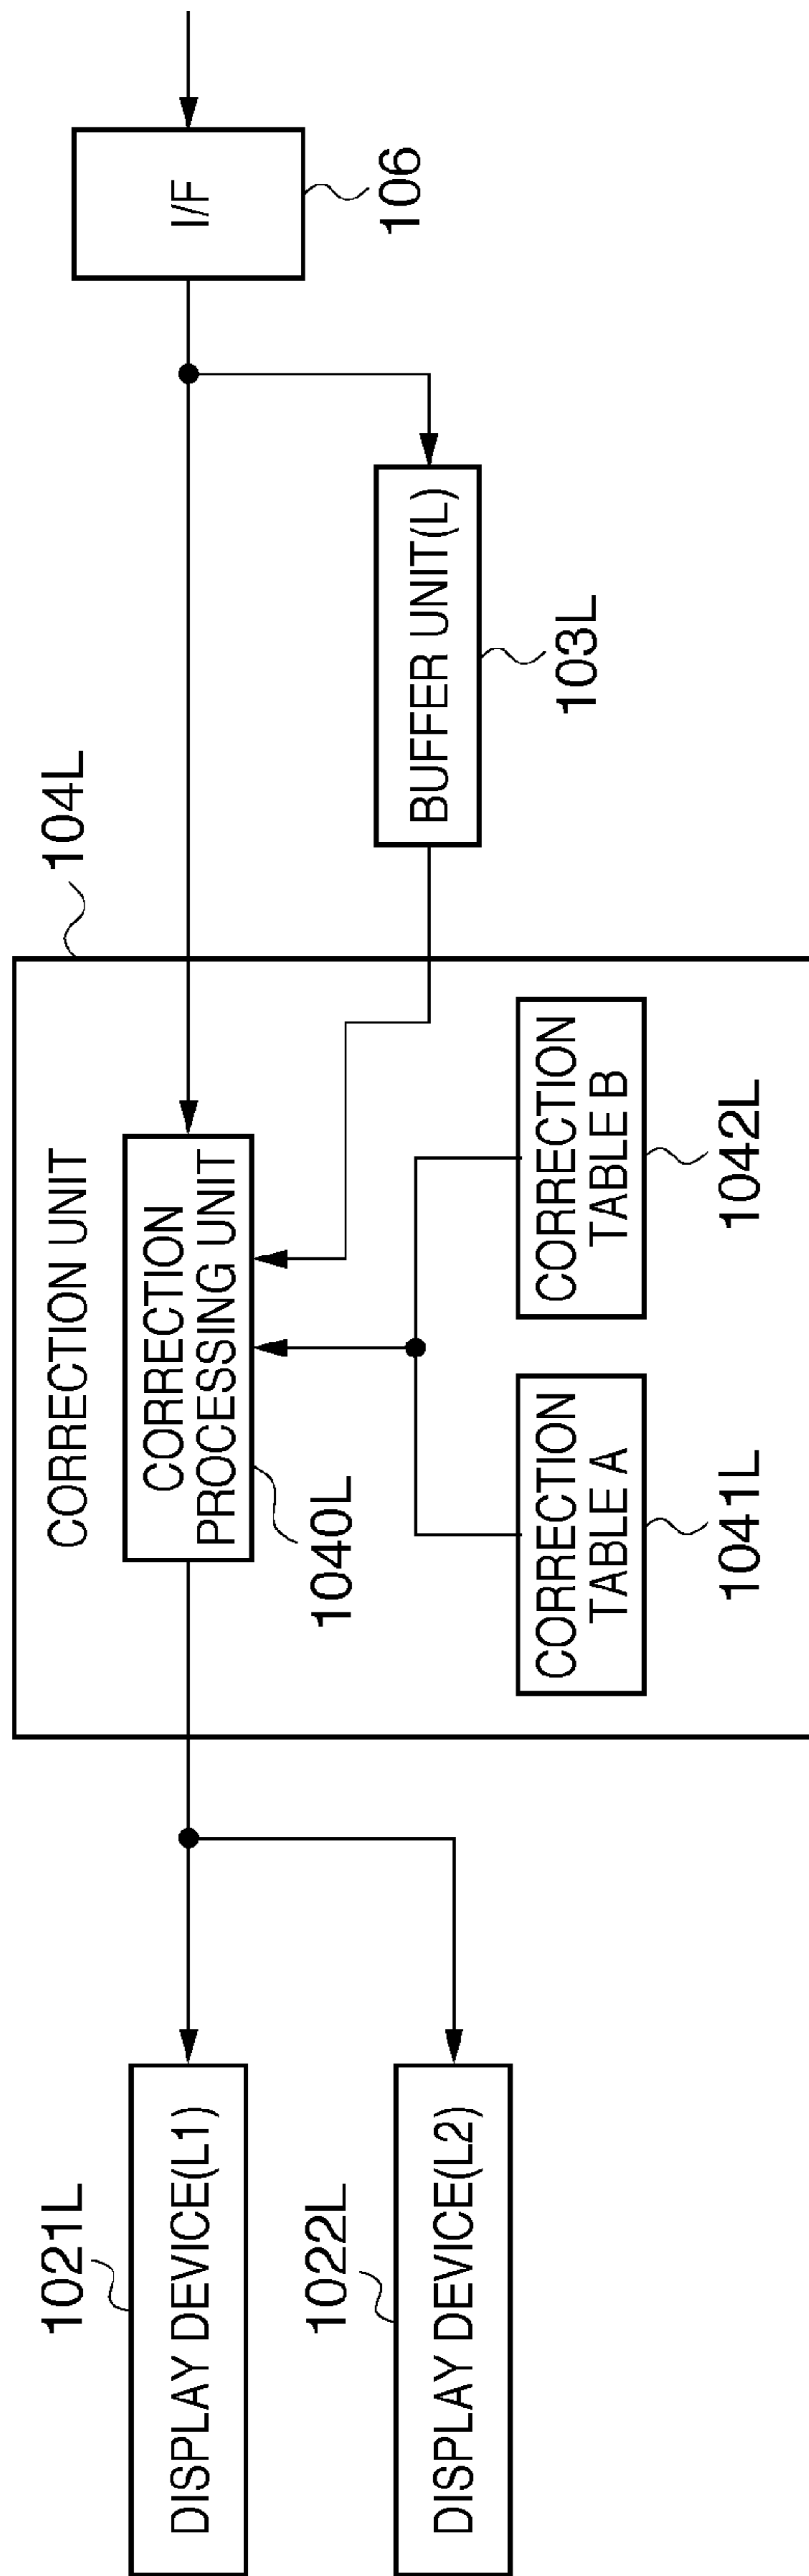 1021L
DISPLAY DEVICE(L1)
1022L
DISPLAY DEVICE(L2)
104L
CORRECTION UNIT
CORRECTION
PROCESSING UNIT
1040L
CORRECTION
TABLE A
1041L
CORRECTION
TABLE B
1042L
BUFFER UNIT(L)
103L
I/F
106